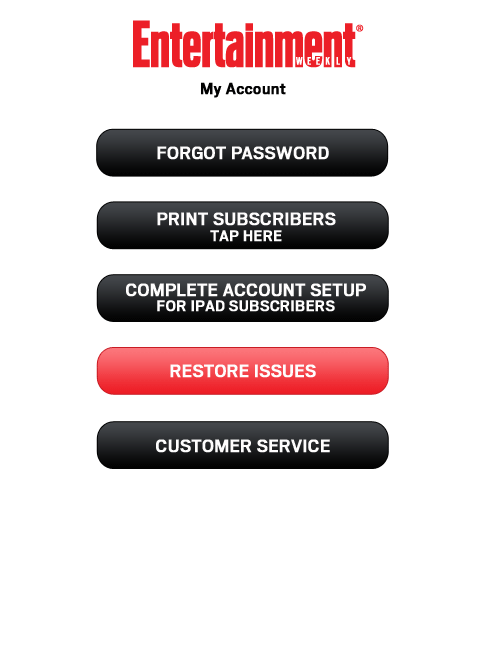 Entertainment®
WEEKLY
My Account
FORGOT PASSWORD
PRINT SUBSCRIBERS
TAP HERE
COMPLETE ACCOUNT SETUP
FOR IPAD SUBSCRIBERS
RESTORE ISSUES
CUSTOMER SERVICE